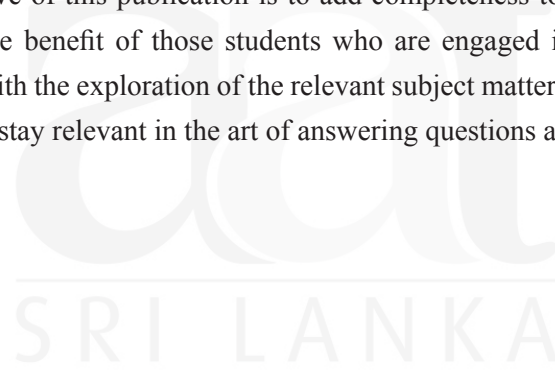 ve of this publication is to add completeness to
e benefit of those students who are engaged i
ith the exploration of the relevant subject matter
stay relevant in the art of answering questions a
aat
SRI LANKA